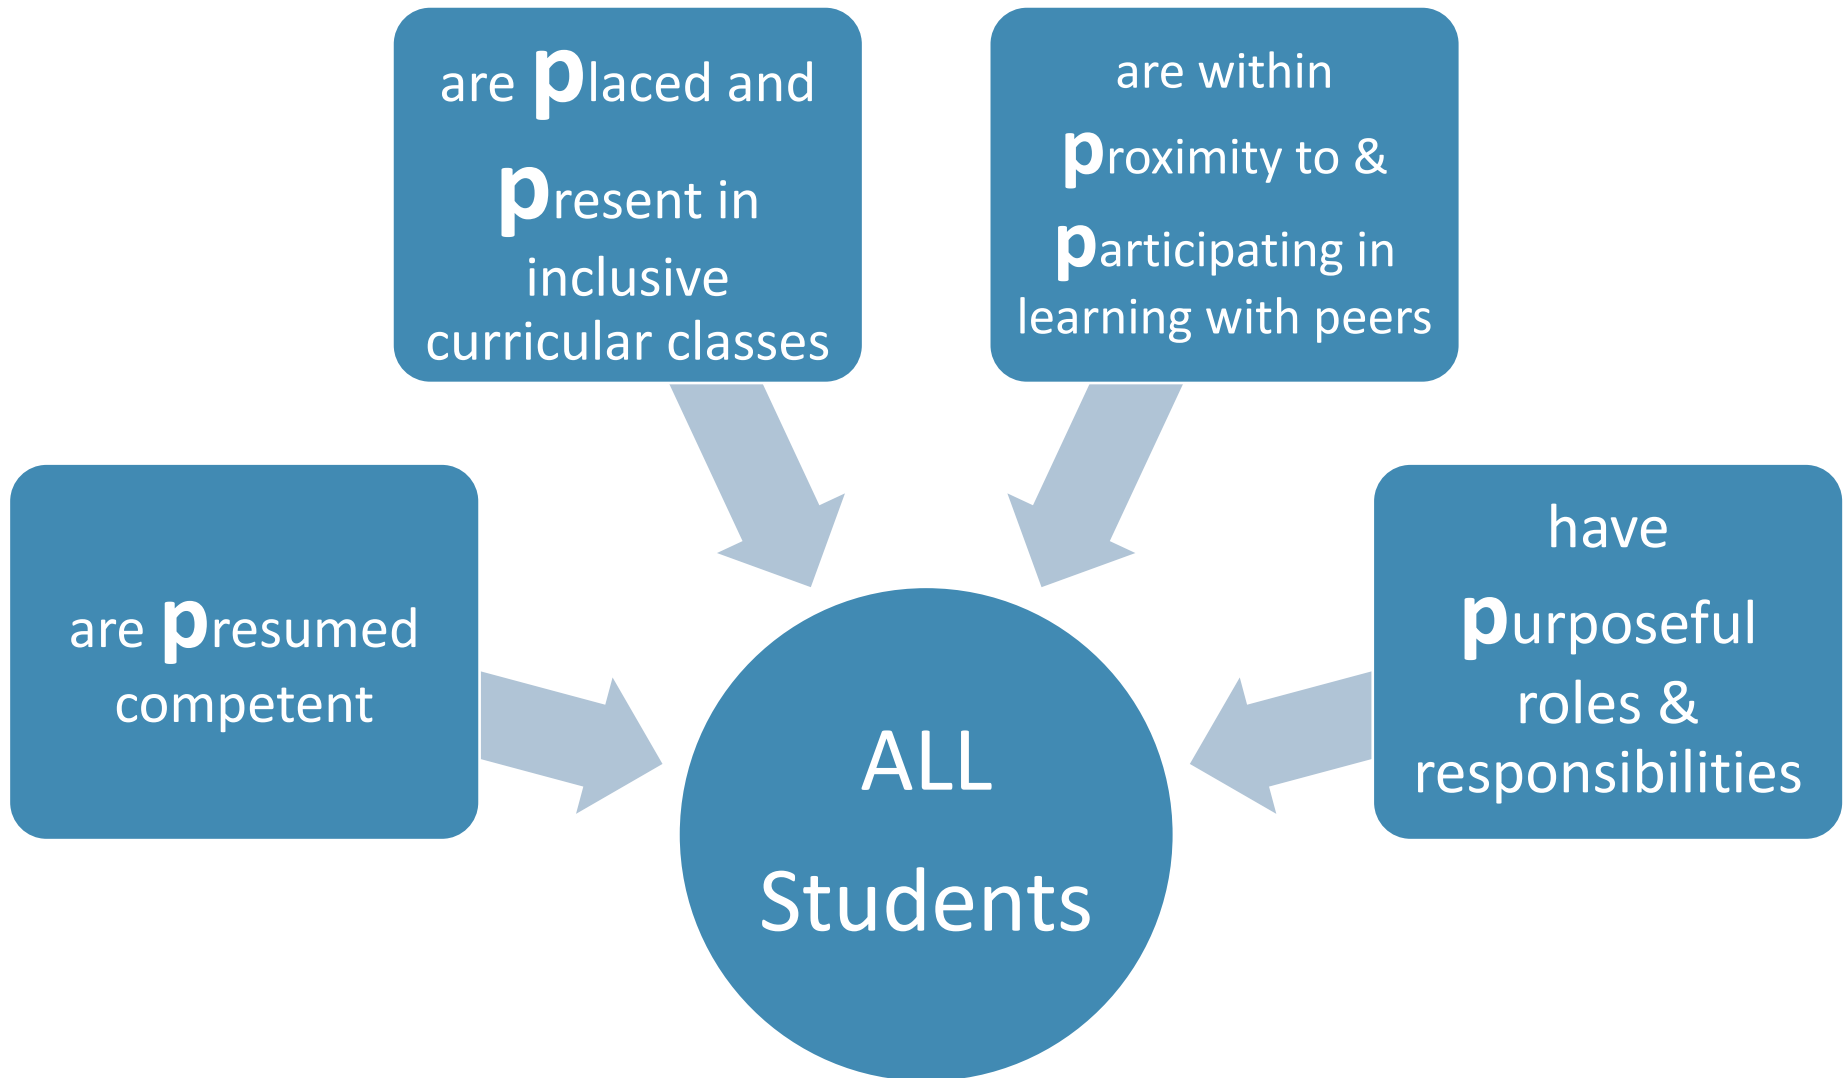 are placed and
present in
inclusive
curricular classes
are within
proximity to &
participating in
learning with peers
are presumed
competent
have
purposeful
roles &
responsibilities
ALL
Students